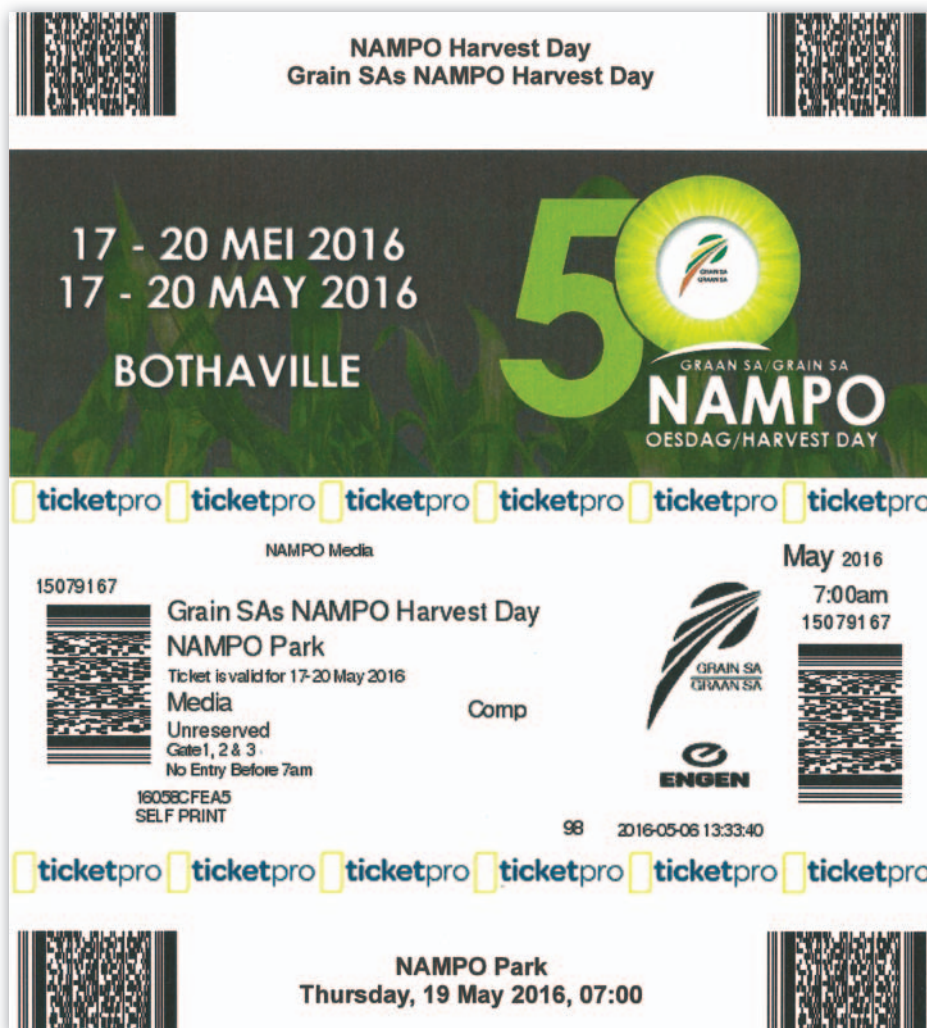 NAMPO Harvest Day
Grain SAs NAMPO Harvest Day
17 - 20 MEI 2016
17 - 20 MAY 2016
BOTHAVILLE
50
GRAIN SA
GRAAN SA
GRAAN SA/GRAIN SA
NAMPO
OESDAG/HARVEST DAY
ticketpro ticketpro ticketpro ticketpro ticketpro ticketpro
NAMPO Media
May 2016
7:00am
15079167
15079167
Grain SAs NAMPO Harvest Day
NAMPO Park
Ticket is valid for 17-20 May 2016
Media
Comp
Unreserved
Gate1, 2 & 3
No Entry Before 7am
16058CFEA5
SELF PRINT
GRAIN SA
GRAAN SA
ENGEN
98 2016-05-06 13:33:40
ticketpro ticketpro ticketpro ticketpro ticketpro ticketpro
NAMPO Park
Thursday, 19 May 2016, 07:00